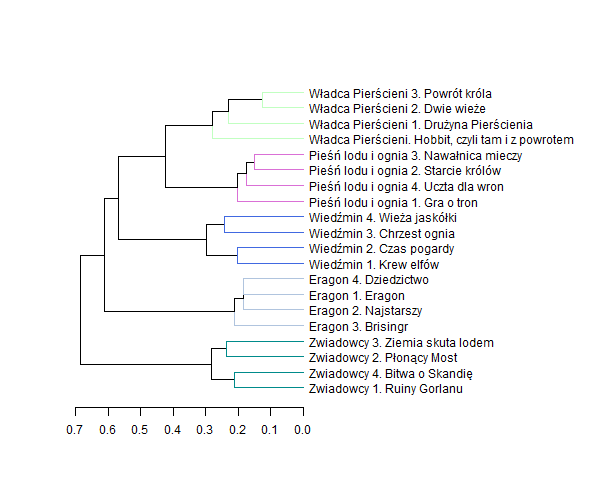 Władca Pierścieni 3. Powrót króla
Władca Pierścieni 2. Dwie wieże
Władca Pierścieni 1. Drużyna Pierścienia
Władca Pierścieni. Hobbit, czyli tam i z powrotem
Pieśń lodu i ognia 3. Nawałnica mieczy
Pieśń lodu i ognia 2. Starcie królów
Pieśń lodu i ognia 4. Uczta dla wron
Pieśń lodu i ognia 1. Gra o tron
Wiedźmin 4. Wieża jaskółki
Wiedźmin 3. Chrzest ognia
Wiedźmin 2. Czas pogardy
Wiedźmin 1. Krew elfów
Eragon 4. Dziedzictwo
Eragon 1. Eragon
Eragon 2. Najstarszy
Eragon 3. Brisingr
Zwiadowcy 3. Ziemia skuta lodem
Zwiadowcy 2. Płonący Most
Zwiadowcy 4. Bitwa o Skandię
Zwiadowcy 1. Ruiny Gorlanu
0.7 0.6 0.5 0.4 0.3 0.2 0.1 0.0